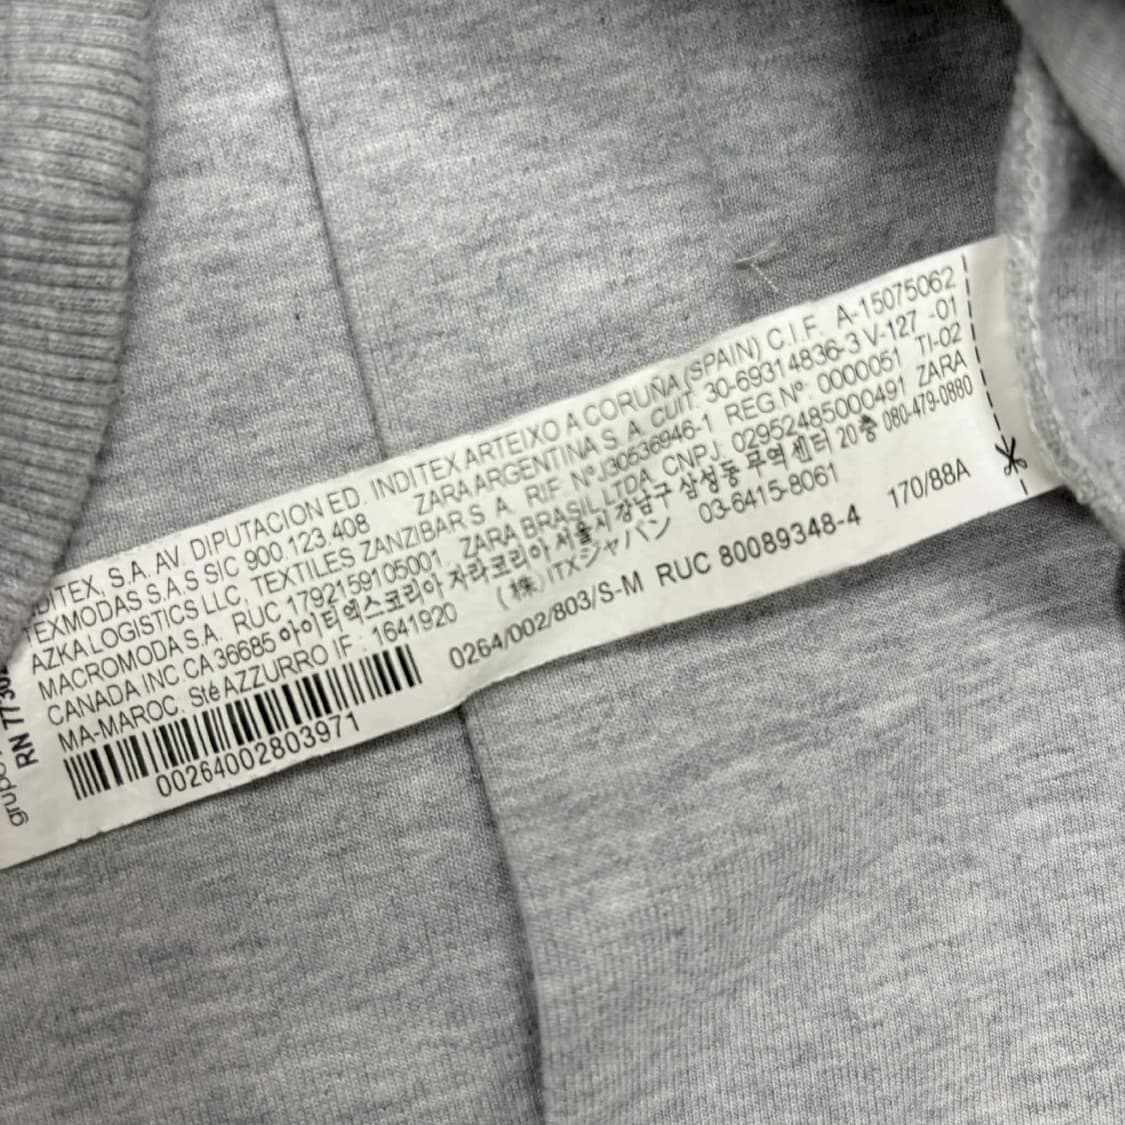 INDITEX, S.A. AV. DIPUTACION ED. INDITEX ARTEIXO A CORUÑA (SPAIN) C.I.F. A-15075062
TEXMODAS S.A.S SIC 900.123.408 ZARA ARGENTINA S. A. CUIT: 30-69314836-3 V-127 -01
AZKA LOGISTICS LLC, TEXTILES ZANZIBAR S. A. RIF. Nº J30536946-1 REG Nº: 0000051 TI-02
MACROMODA S.A. RUC 1792159105001. ZARA BRASIL LTDA. CNPJ: 02952485000491 ZARA
CANADA INC CA 36685 아이티엑스코리아 자라코리아 서울시 강남구 삼성동 무역센터 20층 080-479-0880
MA-MAROC. Sté AZZURRO IF : 1641920 (株) ITXジャパン 03-6415-8061
00264002803971
0264/002/803/S-M RUC 80089348-4 170/88A
RN 7730
grupo